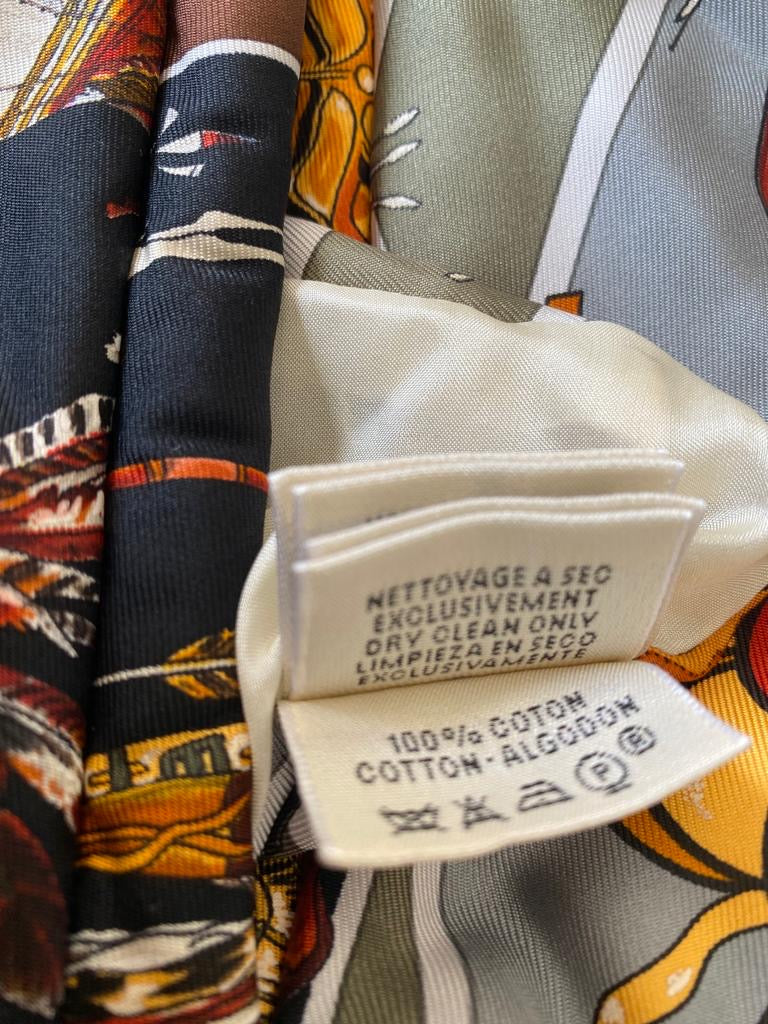 NETTOYAGE A SEC
EXCLUSIVEMENT
DRY CLEAN ONLY
LIMPIEZA EN SECO
EXCLUSIVAMENTE
100% COTON
COTTON-ALGODON
P
R